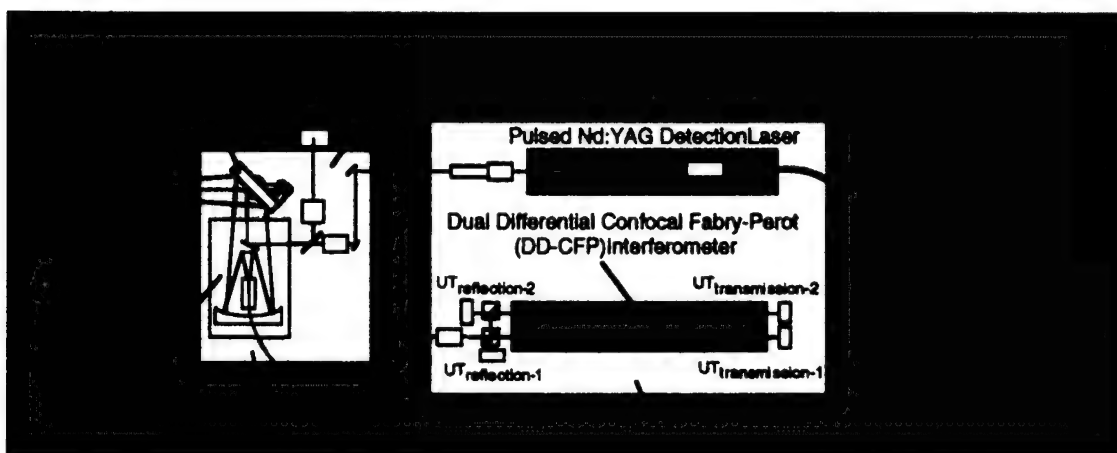 Pulsed Nd:YAG DetectionLaser
Dual Differential Confocal Fabry-Perot
(DD-CFP)Interferometer
UTreflection-2
UTtransmission-2
UTreflection-1
UTtransmission-1